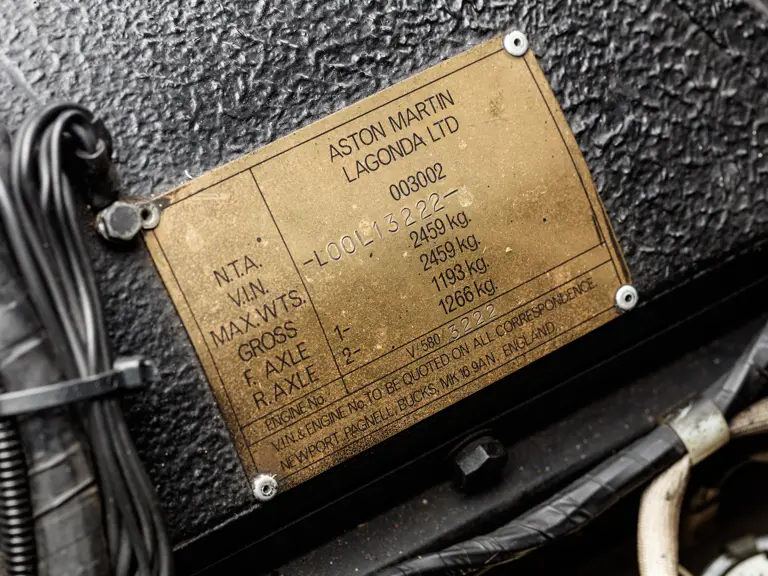 ASTON MARTIN
LAGONDA LTD
N.T.A. 003002
V.I.N. -LOOL13222-
MAX.WTS. 2459 kg.
GROSS 2459 kg.
F. AXLE 1- 1193 kg.
R. AXLE 2- 1266 kg.
ENGINE No. V/580/3222
V.I.N.& ENGINE No TO BE QUOTED ON ALL CORRESPONDENCE
NEWPORT PAGNELL, BUCKS, MK16 9AN. ENGLAND